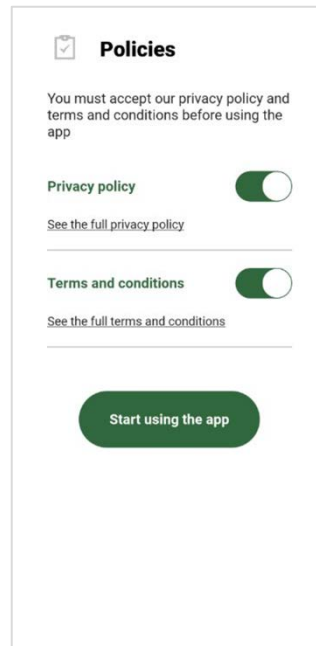 Policies
You must accept our privacy policy and
terms and conditions before using the
app
Privacy policy
See the full privacy policy
Terms and conditions
See the full terms and conditions
Start using the app